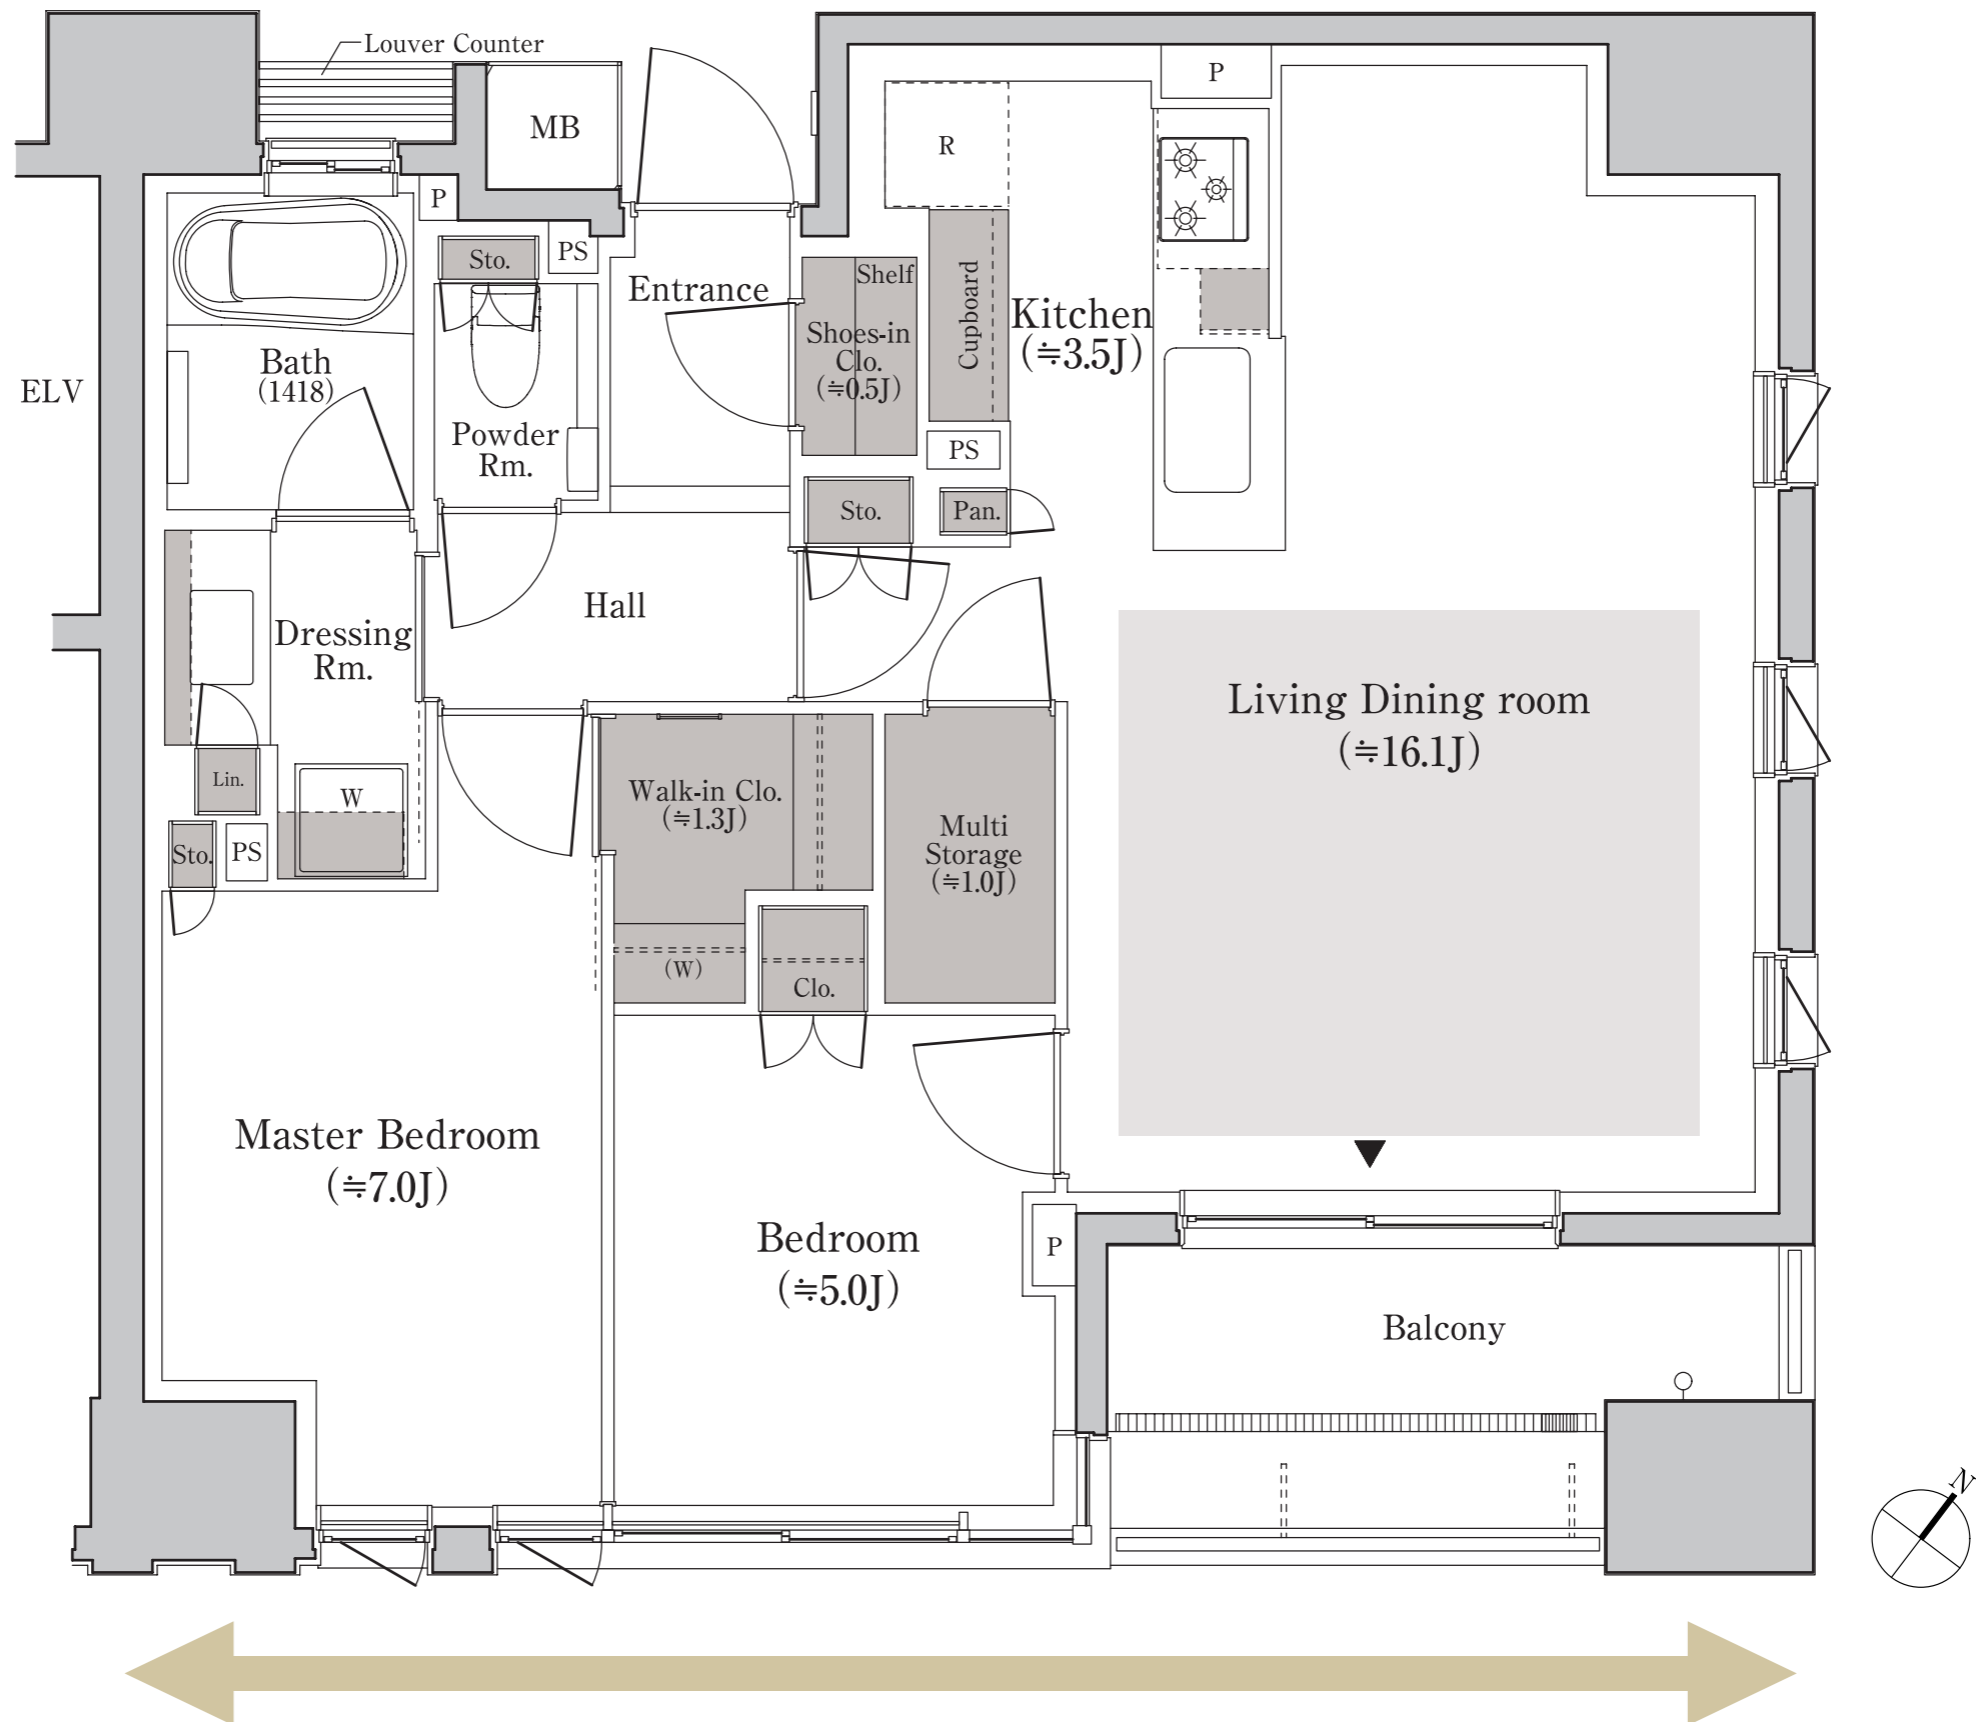 Louver Counter
MB
P
R
P
Sto.
PS
Entrance
Shelf
Shoes-in
Clo.
(≒0.5J)
Cupboard
Kitchen
(≒3.5J)
ELV
Bath
(1418)
Powder
Rm.
PS
Sto.
Pan.
Hall
Dressing
Rm.
Living Dining room
(≒16.1J)
Lin.
W
Walk-in Clo.
(≒1.3J)
Multi
Storage
(≒1.0J)
Sto.
PS
(W)
Clo.
Master Bedroom
(≒7.0J)
Bedroom
(≒5.0J)
P
Balcony
N